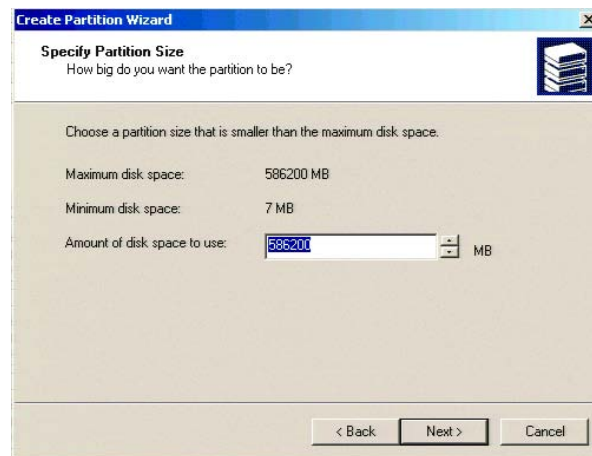 Create Partition Wizard
Specify Partition Size
How big do you want the partition to be?
Choose a partition size that is smaller than the maximum disk space.
Maximum disk space: 586200 MB
Minimum disk space: 7 MB
Amount of disk space to use: 586200 MB
< Back Next > Cancel